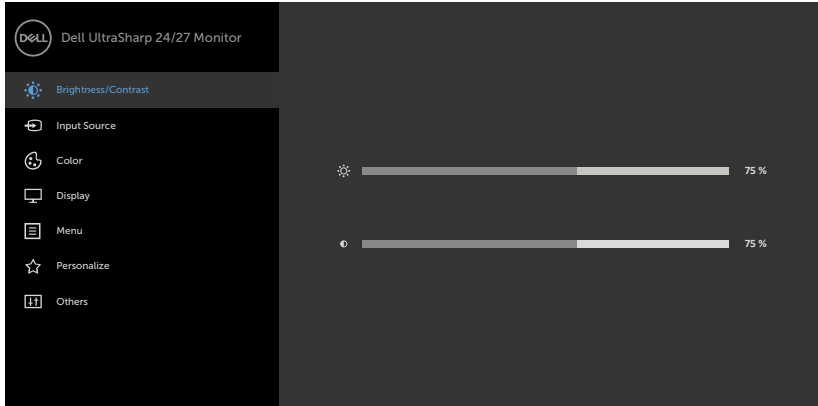 DELL Dell UltraSharp 24/27 Monitor
Brightness/Contrast
Input Source
Color
75 %
Display
Menu
75 %
Personalize
Others